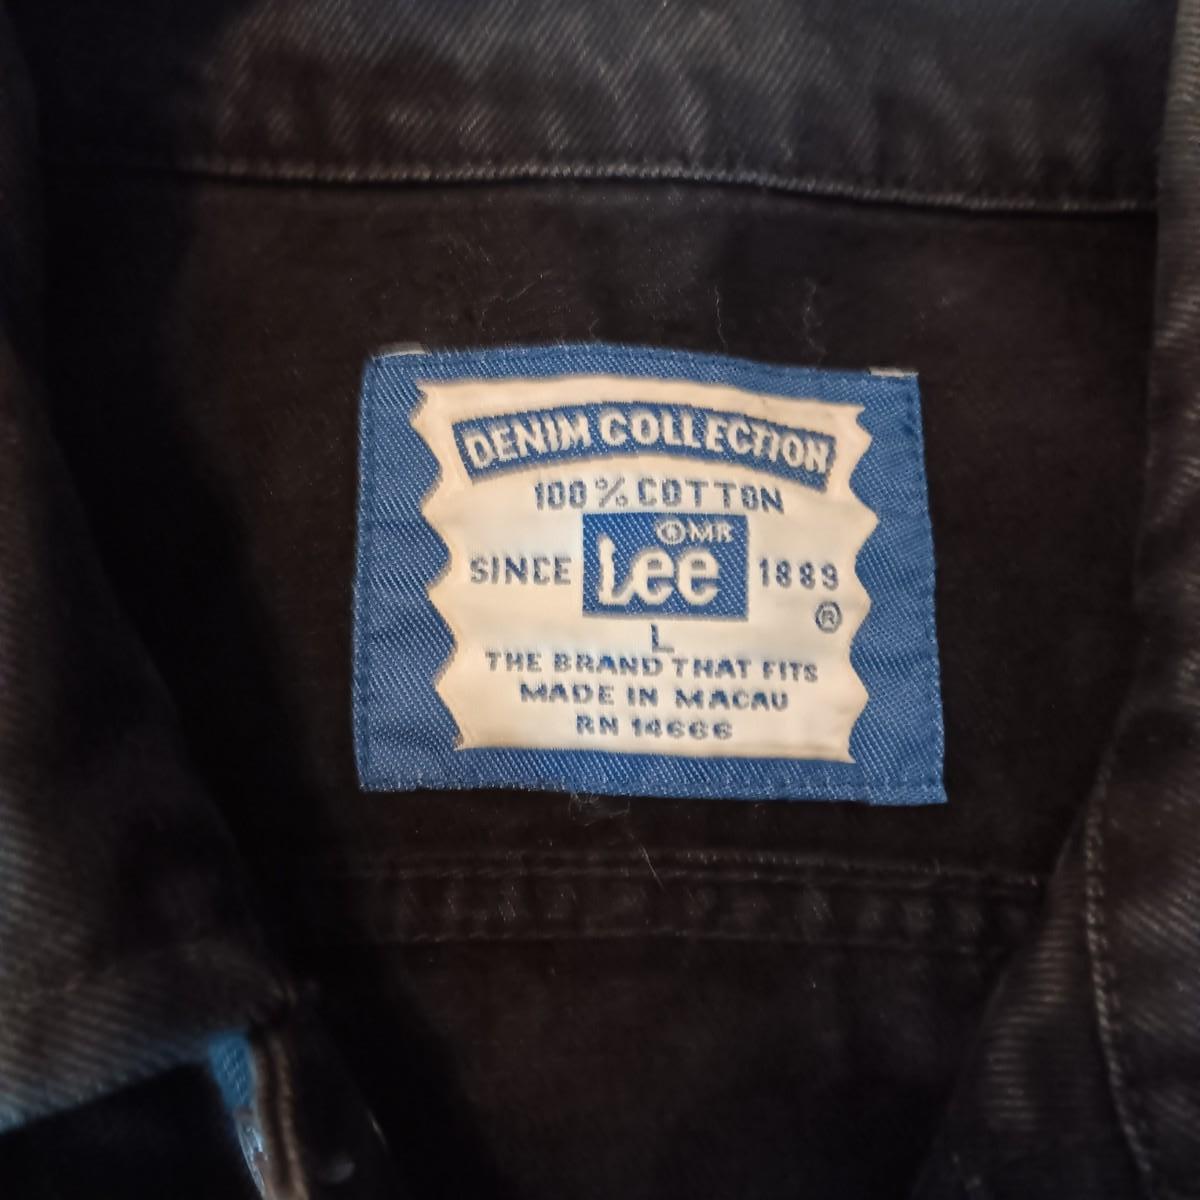 DENIM COLLECTION
100% COTTON
SINCE Lee ® MR 1889 ®
L
THE BRAND THAT FITS
MADE IN MACAU
RN 14666